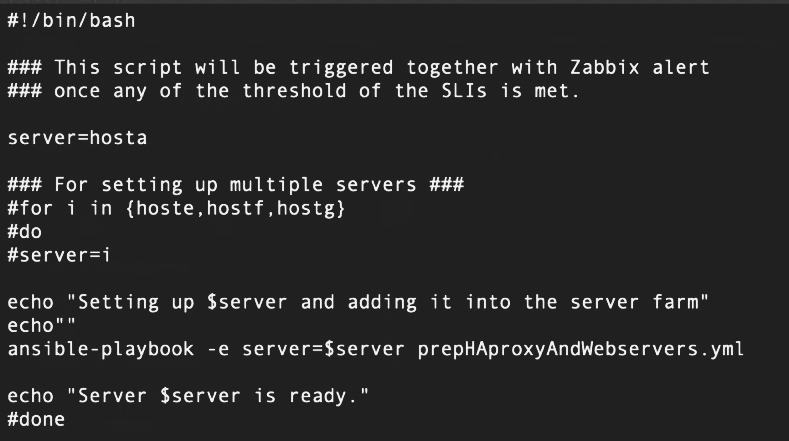 #!/bin/bash
### This script will be triggered together with Zabbix alert
### once any of the threshold of the SLIs is met.
server=hosta
### For setting up multiple servers ###
#for i in {hoste,hostf,hostg}
#do
#server=i
echo "Setting up $server and adding it into the server farm"
echo""
ansible-playbook -e server=$server prepHAproxyAndWebservers.yml
echo "Server $server is ready."
#done